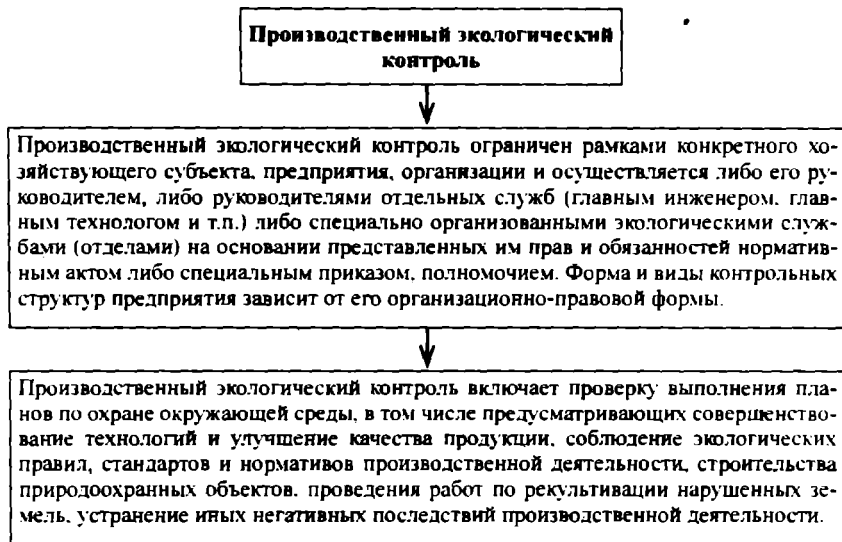 Производственный экологический
контроль
Производственный экологический контроль ограничен рамками конкретного хо-
зяйствующего субъекта, предприятия, организации и осуществляется либо его ру-
ководителем, либо руководителями отдельных служб (главным инженером, глав-
ным технологом и т.п.) либо специально организованными экологическими служ-
бами (отделами) на основании представленных им прав и обязанностей норматив-
ным актом либо специальным приказом, полномочием. Форма и виды контрольных
структур предприятия зависит от его организационно-правовой формы.
Производственный экологический контроль включает проверку выполнения пла-
нов по охране окружающей среды, в том числе предусматривающих совершенство-
вание технологий и улучшение качества продукции, соблюдение экологических
правил, стандартов и нормативов производственной деятельности, строительства
природоохранных объектов, проведения работ по рекультивации нарушенных зе-
мель, устранение иных негативных последствий производственной деятельности.